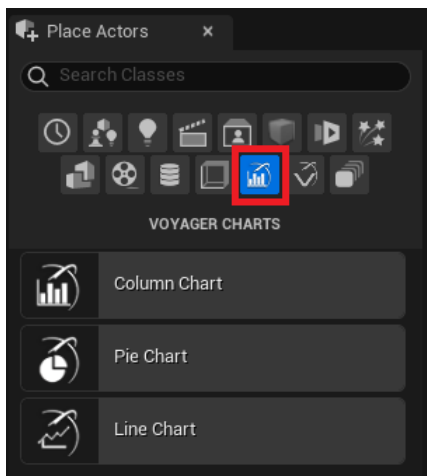 Place Actors
Search Classes
VOYAGER CHARTS
Column Chart
Pie Chart
Line Chart